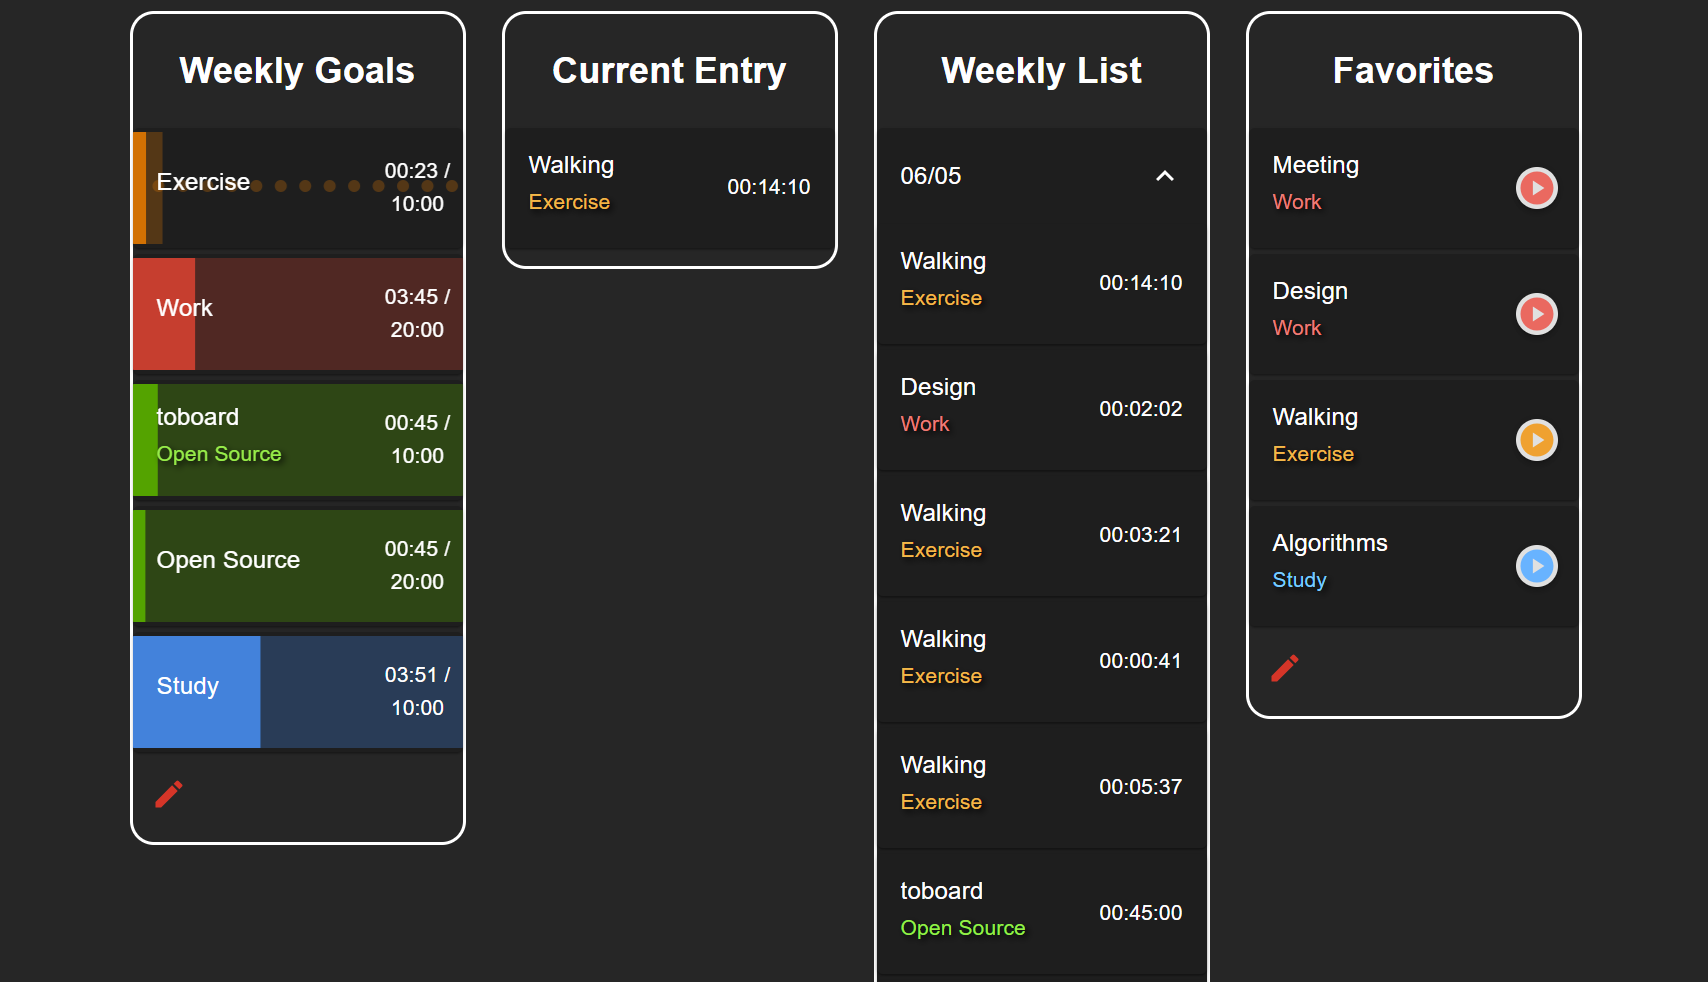 Weekly Goals
Exercise
00:23 /
10:00
Work
03:45 /
20:00
toboard
Open Source
00:45 /
10:00
Open Source
00:45 /
20:00
Study
03:51 /
10:00
Current Entry
Walking
Exercise
00:14:10
Weekly List
06/05
Walking
Exercise
00:14:10
Design
Work
00:02:02
Walking
Exercise
00:03:21
Walking
Exercise
00:00:41
Walking
Exercise
00:05:37
toboard
Open Source
00:45:00
Favorites
Meeting
Work
Design
Work
Walking
Exercise
Algorithms
Study